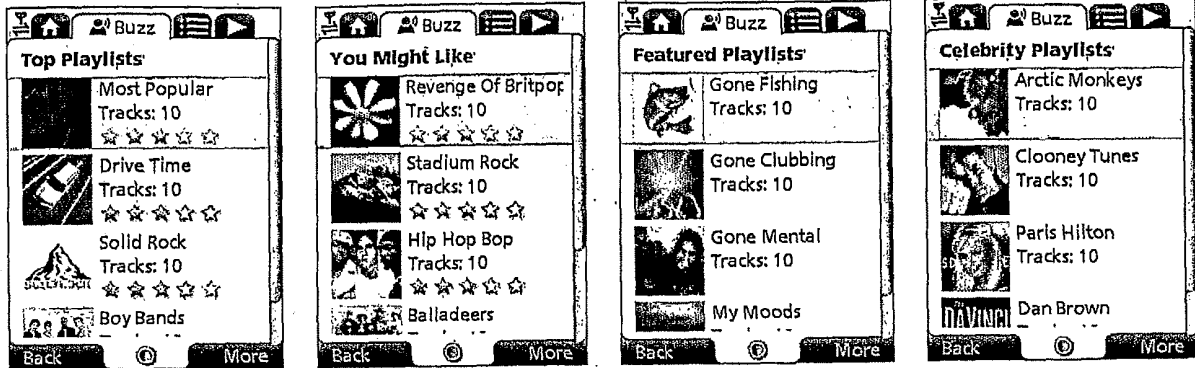 Buzz
Top Playlists
Most Popular
Tracks: 10
Drive Time
Tracks: 10
Solid Rock
Tracks: 10
Boy Bands
Back
More
Buzz
You Might Like
Revenge Of Britpop
Tracks: 10
Stadium Rock
Tracks: 10
Hip Hop Bop
Tracks: 10
Balladeers
Back
More
Buzz
Featured Playlists
Gone Fishing
Tracks: 10
Gone Clubbing
Tracks: 10
Gone Mental
Tracks: 10
My Moods
Back
More
Buzz
Celebrity Playlists
Arctic Monkeys
Tracks: 10
Clooney Tunes
Tracks: 10
Paris Hilton
Tracks: 10
Dan Brown
DAVINCI
Back
More